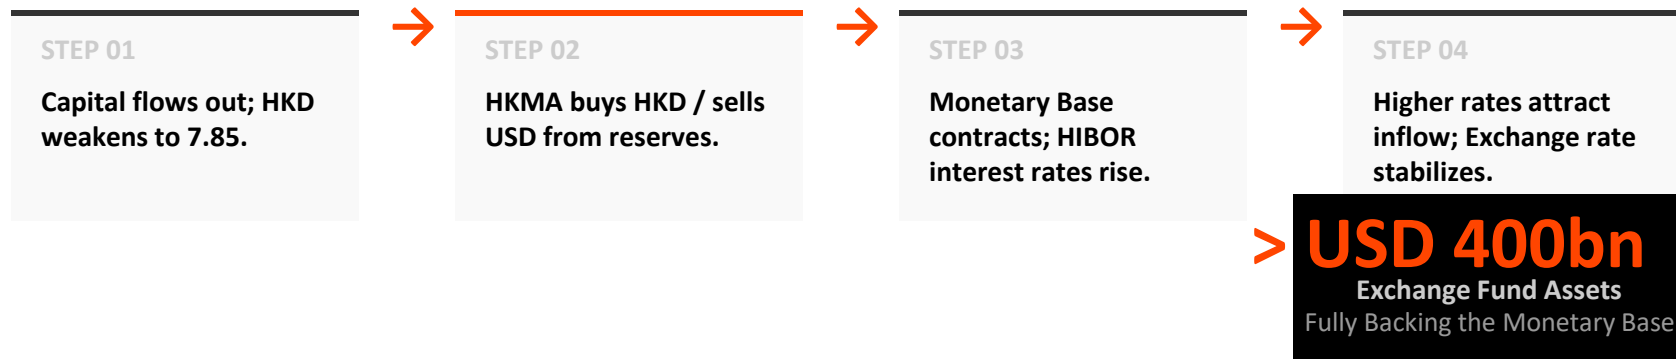 STEP 01
Capital flows out; HKD
weakens to 7.85.
STEP 02
HKMA buys HKD / sells
USD from reserves.
STEP 03
Monetary Base
contracts; HIBOR
interest rates rise.
STEP 04
Higher rates attract
inflow; Exchange rate
stabilizes.
> USD 400bn
Exchange Fund Assets
Fully Backing the Monetary Base